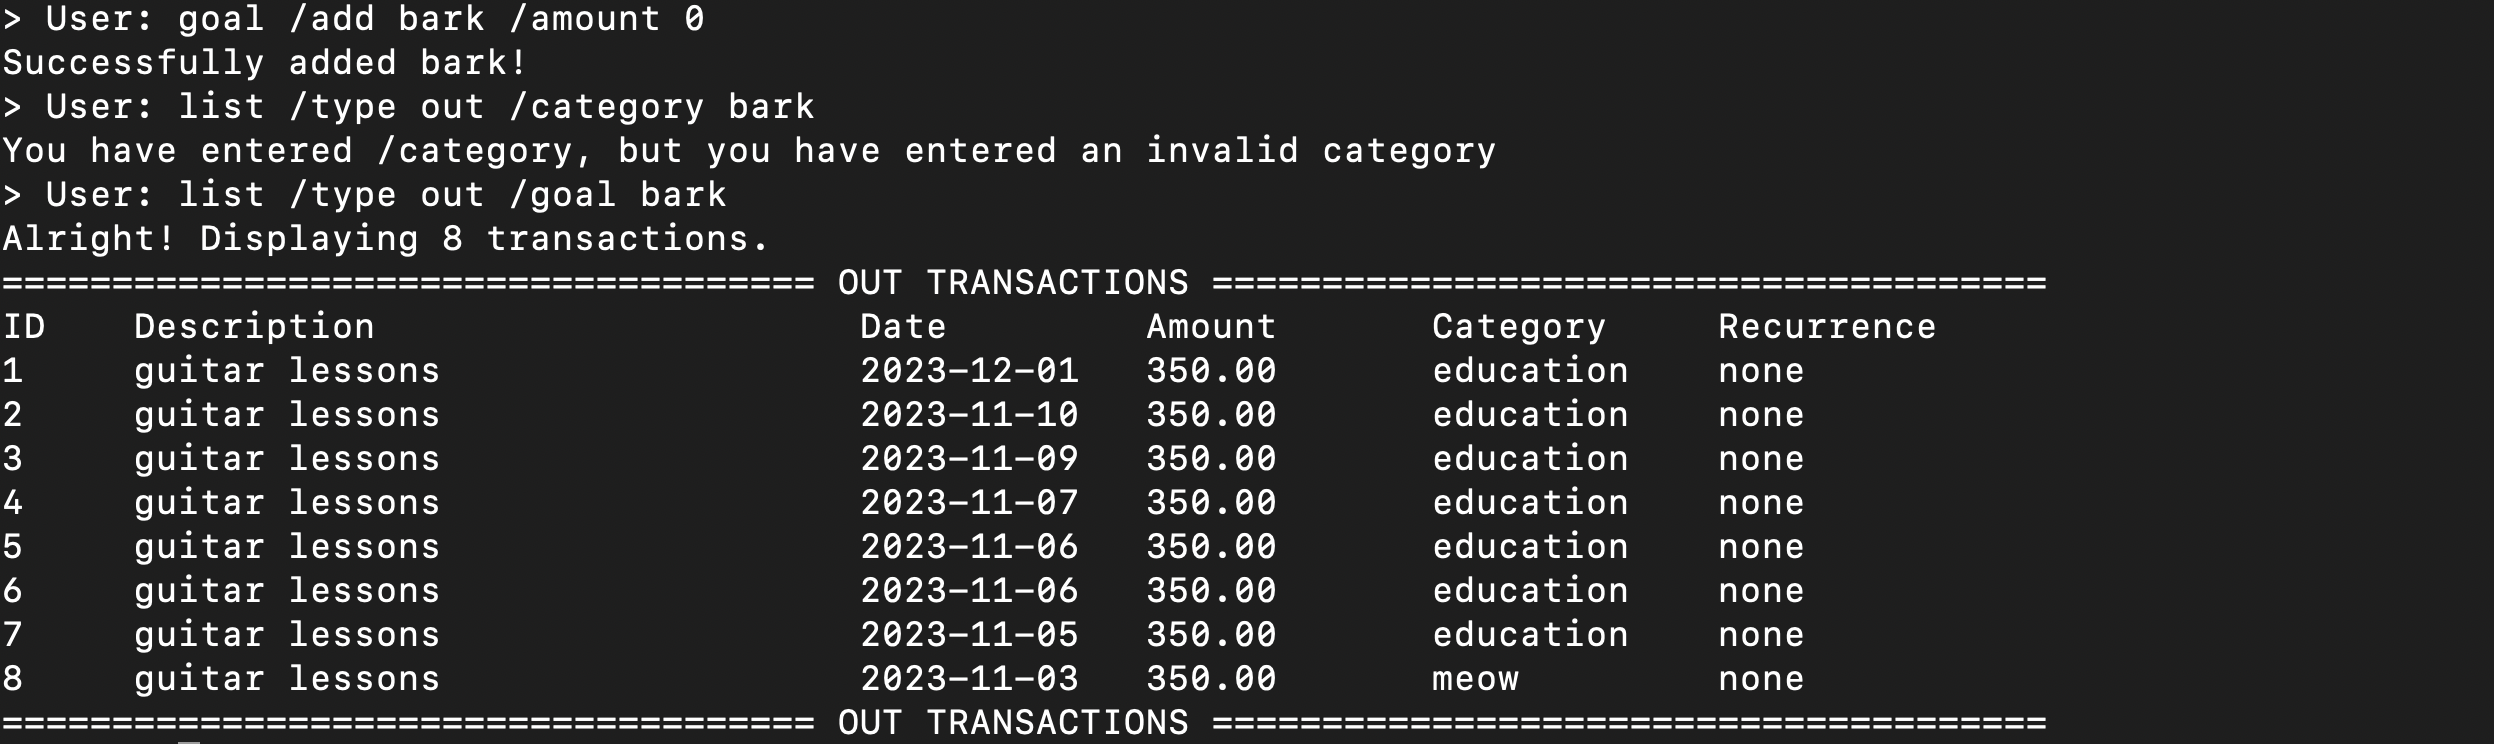 > User: goal /add bark /amount 0
Successfully added bark!
> User: list /type out /category bark
You have entered /category, but you have entered an invalid category
> User: list /type out /goal bark
Alright! Displaying 8 transactions.
===================================== OUT TRANSACTIONS ======================================
ID    Description                      Date         Amount       Category     Recurrence
1     guitar lessons                   2023-12-01   350.00       education    none
2     guitar lessons                   2023-11-10   350.00       education    none
3     guitar lessons                   2023-11-09   350.00       education    none
4     guitar lessons                   2023-11-07   350.00       education    none
5     guitar lessons                   2023-11-06   350.00       education    none
6     guitar lessons                   2023-11-06   350.00       education    none
7     guitar lessons                   2023-11-05   350.00       education    none
8     guitar lessons                   2023-11-03   350.00       meow         none
===================================== OUT TRANSACTIONS ======================================